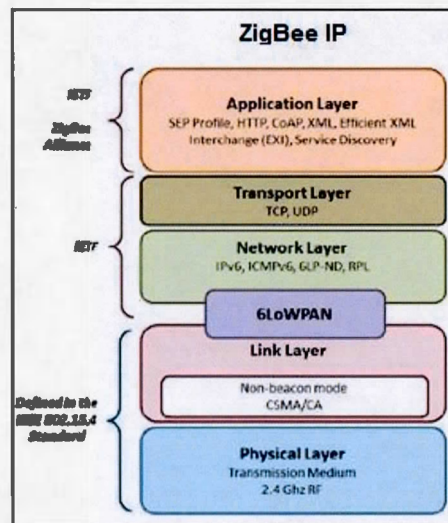 ZigBee IP
IETF
ZigBee
Alliance
Application Layer
SEP Profile, HTTP, CoAP, XML, Efficient XML
Interchange (EXI), Service Discovery
Transport Layer
TCP, UDP
IETF
Network Layer
IPv6, ICMPv6, 6LP-ND, RPL
6LoWPAN
Link Layer
Non-beacon mode
CSMA/CA
Defined in the
IEEE 802.15.4
Standard
Physical Layer
Transmission Medium
2.4 Ghz RF